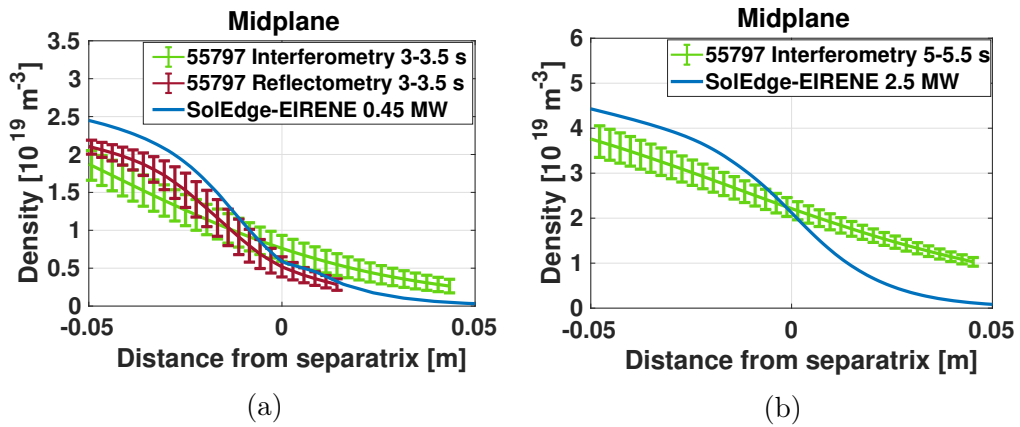 Midplane
3.5
3
2.5
2
1.5
1
0.5
0
Density [10^19 m^-3]
55797 Interferometry 3-3.5 s
55797 Reflectometry 3-3.5 s
SolEdge-EIRENE 0.45 MW
-0.05 0 0.05
Distance from separatrix [m]
(a)
Midplane
6
5
4
3
2
1
0
Density [10^19 m^-3]
55797 Interferometry 5-5.5 s
SolEdge-EIRENE 2.5 MW
-0.05 0 0.05
Distance from separatrix [m]
(b)